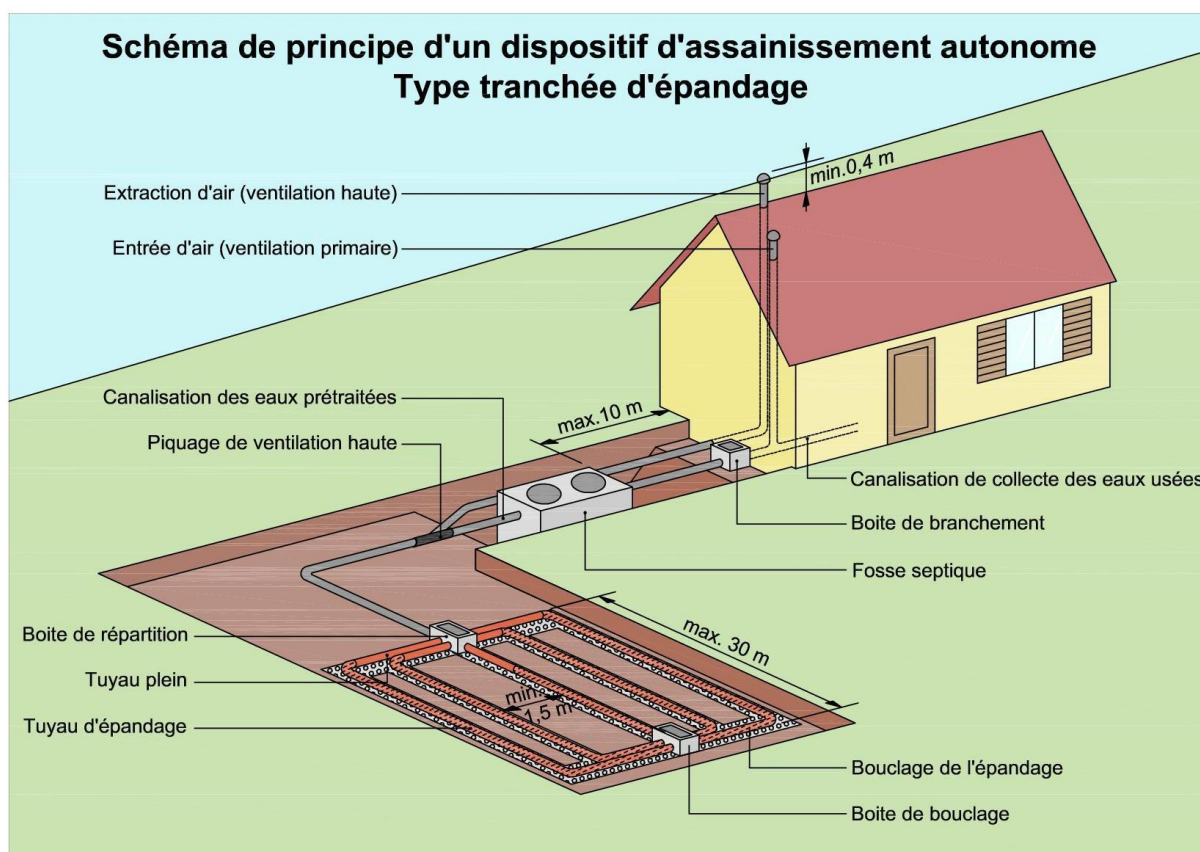 Schéma de principe d'un dispositif d'assainissement autonome
Type tranchée d'épandage
min.0,4 m
Extraction d'air (ventilation haute)
Entrée d'air (ventilation primaire)
Canalisation des eaux prétraitées
max.10 m
Piquage de ventilation haute
Canalisation de collecte des eaux usées
Boite de branchement
Fosse septique
Boite de répartition
max. 30 m
Tuyau plein
min.
1,5 m
Tuyau d'épandage
Bouclage de l'épandage
Boite de bouclage